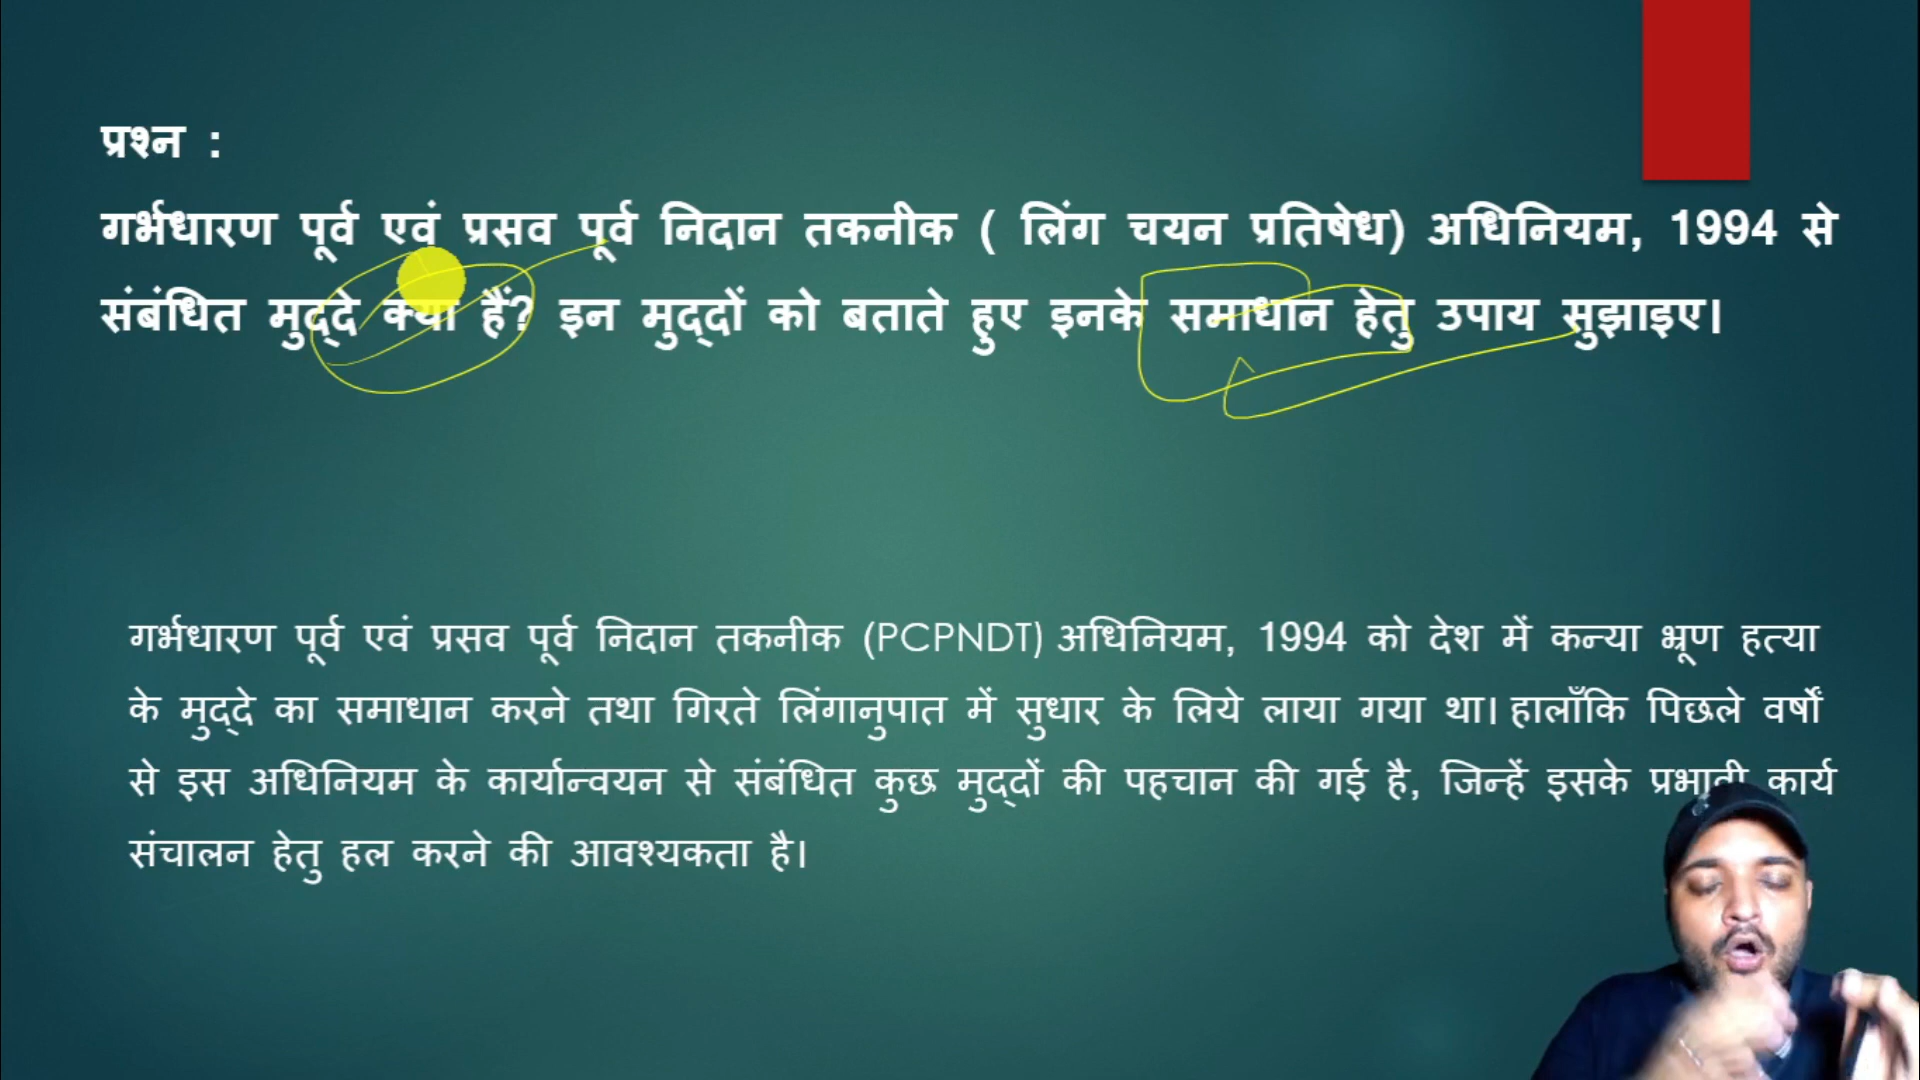 प्रश्न :
गर्भधारण पूर्व एवं प्रसव पूर्व निदान तकनीक ( लिंग चयन प्रतिषेध) अधिनियम, 1994 से
संबंधित मुद्दे क्या हैं? इन मुद्दों को बताते हुए इनके समाधान हेतु उपाय सुझाइए।
गर्भधारण पूर्व एवं प्रसव पूर्व निदान तकनीक (PCPNDT) अधिनियम, 1994 को देश में कन्या भ्रूण हत्या
के मुद्दे का समाधान करने तथा गिरते लिंगानुपात में सुधार के लिये लाया गया था। हालाँकि पिछले वर्षों
से इस अधिनियम के कार्यान्वयन से संबंधित कुछ मुद्दों की पहचान की गई है, जिन्हें इसके प्रभावी कार्य
संचालन हेतु हल करने की आवश्यकता है।